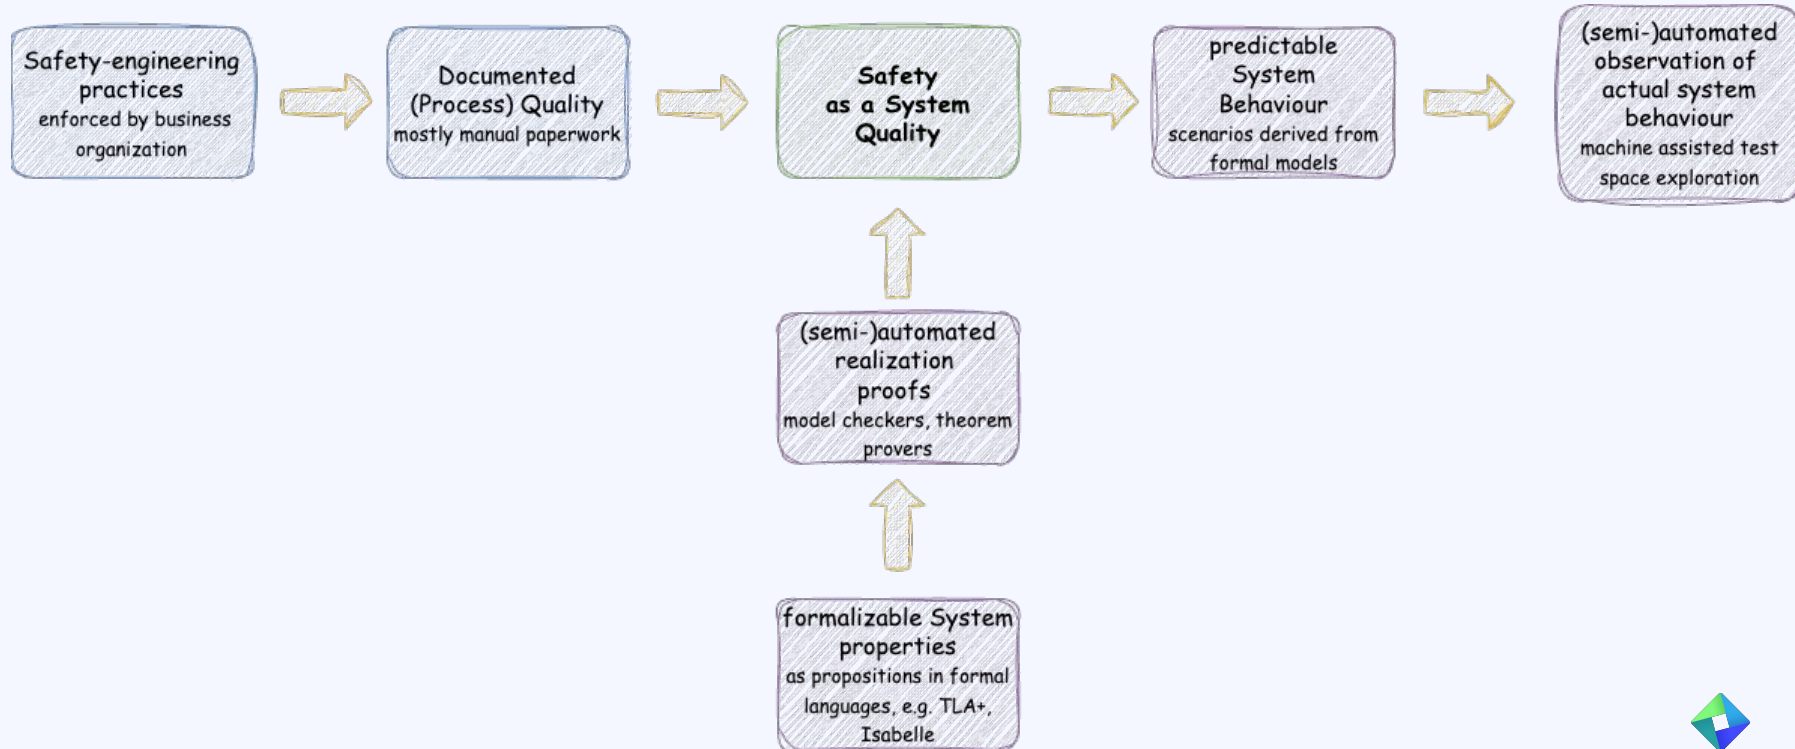 Safety-engineering
practices
enforced by business
organization
Documented
(Process) Quality
mostly manual paperwork
Safety
as a System
Quality
predictable
System
Behaviour
scenarios derived from
formal models
(semi-)automated
observation of
actual system
behaviour
machine assisted test
space exploration
(semi-)automated
realization
proofs
model checkers, theorem
provers
formalizable System
properties
as propositions in formal
languages, e.g. TLA+,
Isabelle